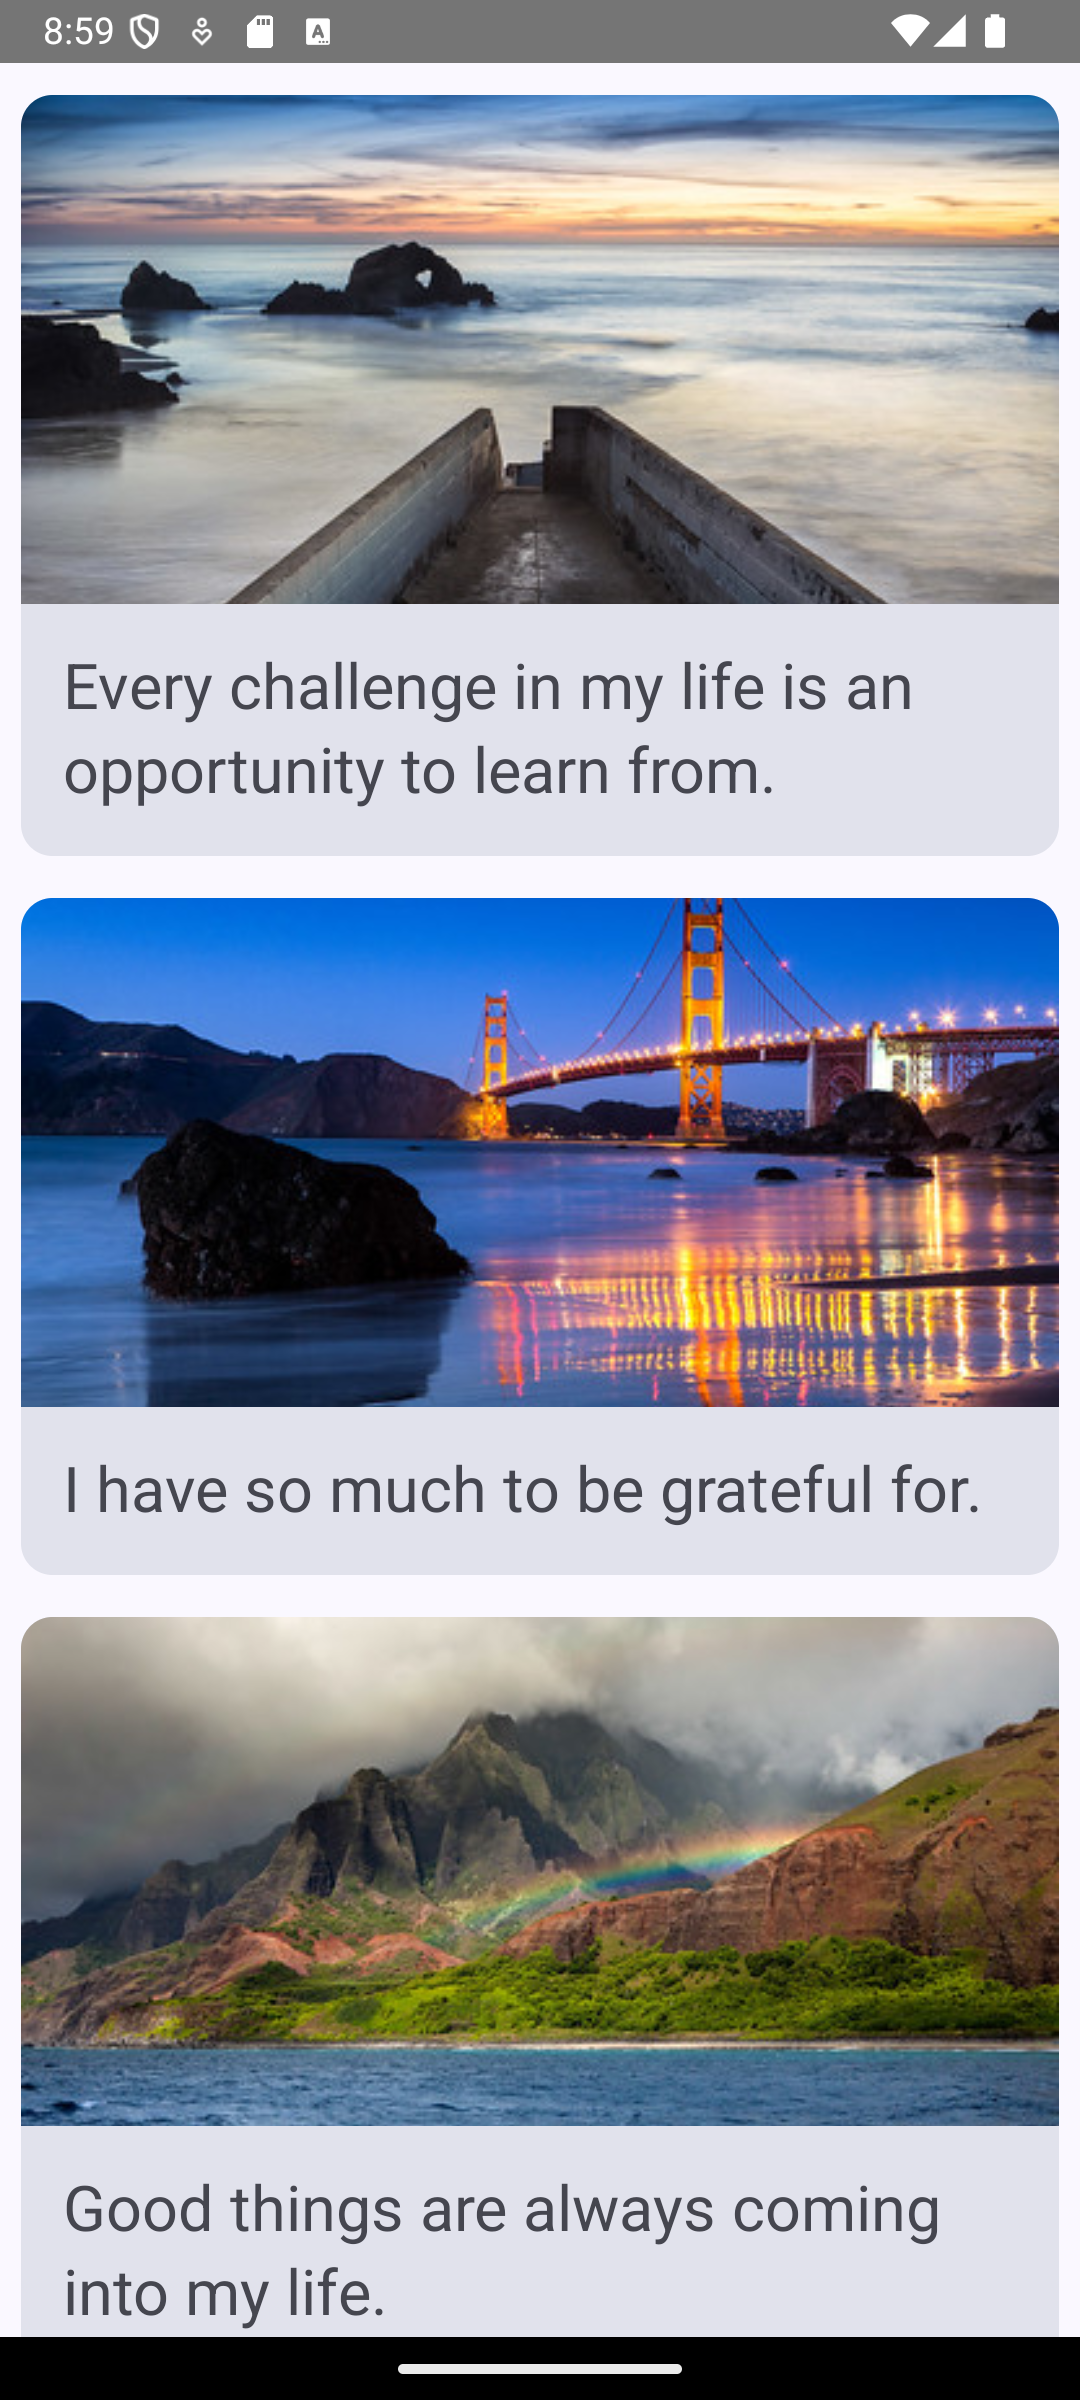 8:59
Every challenge in my life is an
opportunity to learn from.
I have so much to be grateful for.
Good things are always coming
into my life.